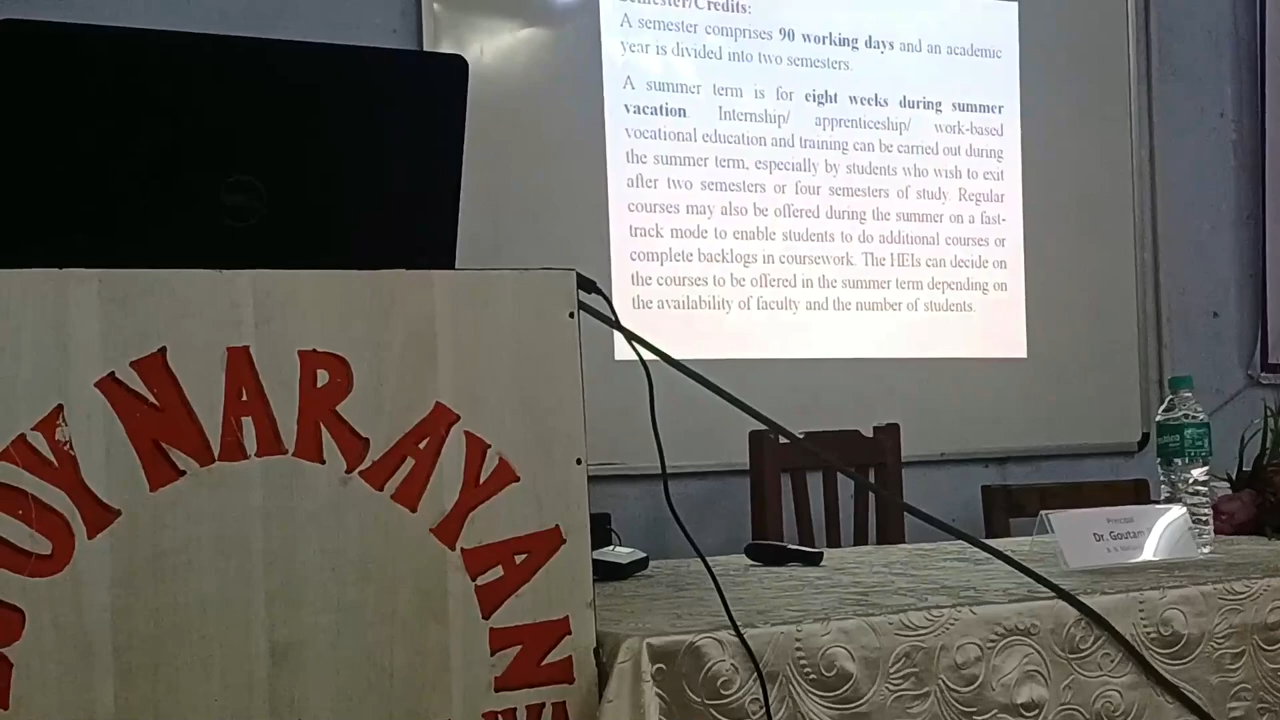 Semester/Credits:
A semester comprises 90 working days and an academic
year is divided into two semesters.
A summer term is for eight weeks during summer
vacation. Internship/ apprenticeship/ work-based
vocational education and training can be carried out during
the summer term, especially by students who wish to exit
after two semesters or four semesters of study. Regular
courses may also be offered during the summer on a fast-
track mode to enable students to do additional courses or
complete backlogs in coursework. The HEIs can decide on
the courses to be offered in the summer term depending on
the availability of faculty and the number of students.
OY NARAYAN
Principal
Dr. Goutam